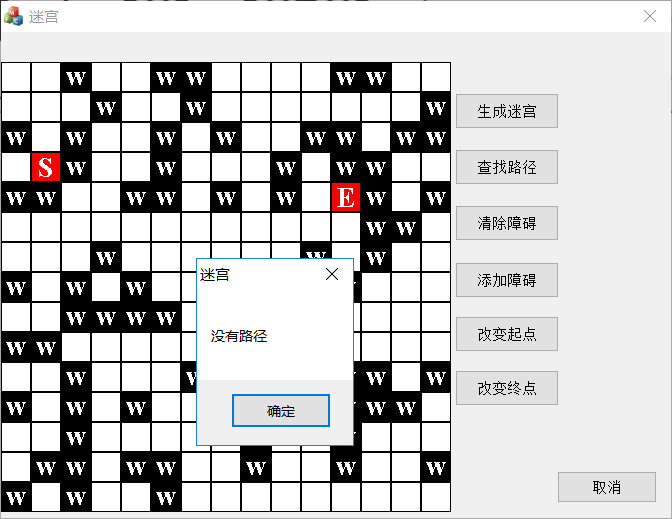 迷宫
W W W W W
W W W
W W W W W W W W
S W W W W W
W W W W W W E W W
W W
W W W
W W W
W W W W
W W
W W W
W W W W W
W
W W W W W W W
W W W
生成迷宫
查找路径
清除障碍
添加障碍
改变起点
改变终点
取消
迷宫
没有路径
确定